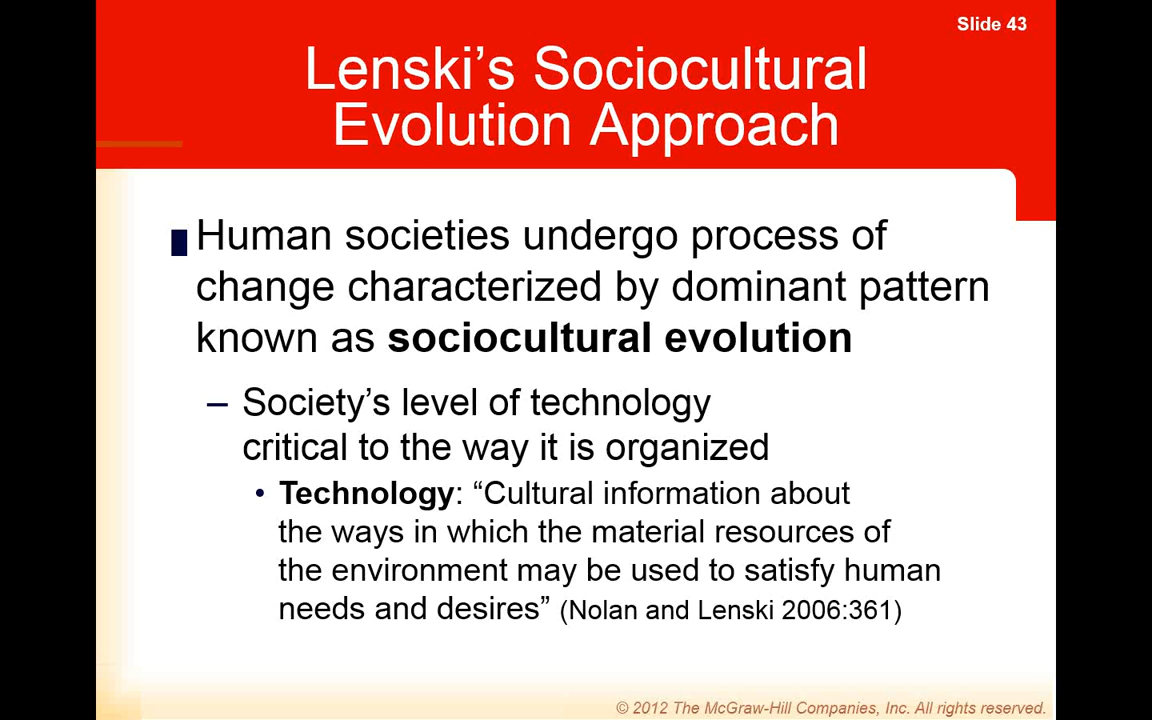 Slide 43
Lenski’s Sociocultural
Evolution Approach
Human societies undergo process of
change characterized by dominant pattern
known as sociocultural evolution
– Society’s level of technology
critical to the way it is organized
• Technology: “Cultural information about
the ways in which the material resources of
the environment may be used to satisfy human
needs and desires” (Nolan and Lenski 2006:361)
© 2012 The McGraw-Hill Companies, Inc. All rights reserved.